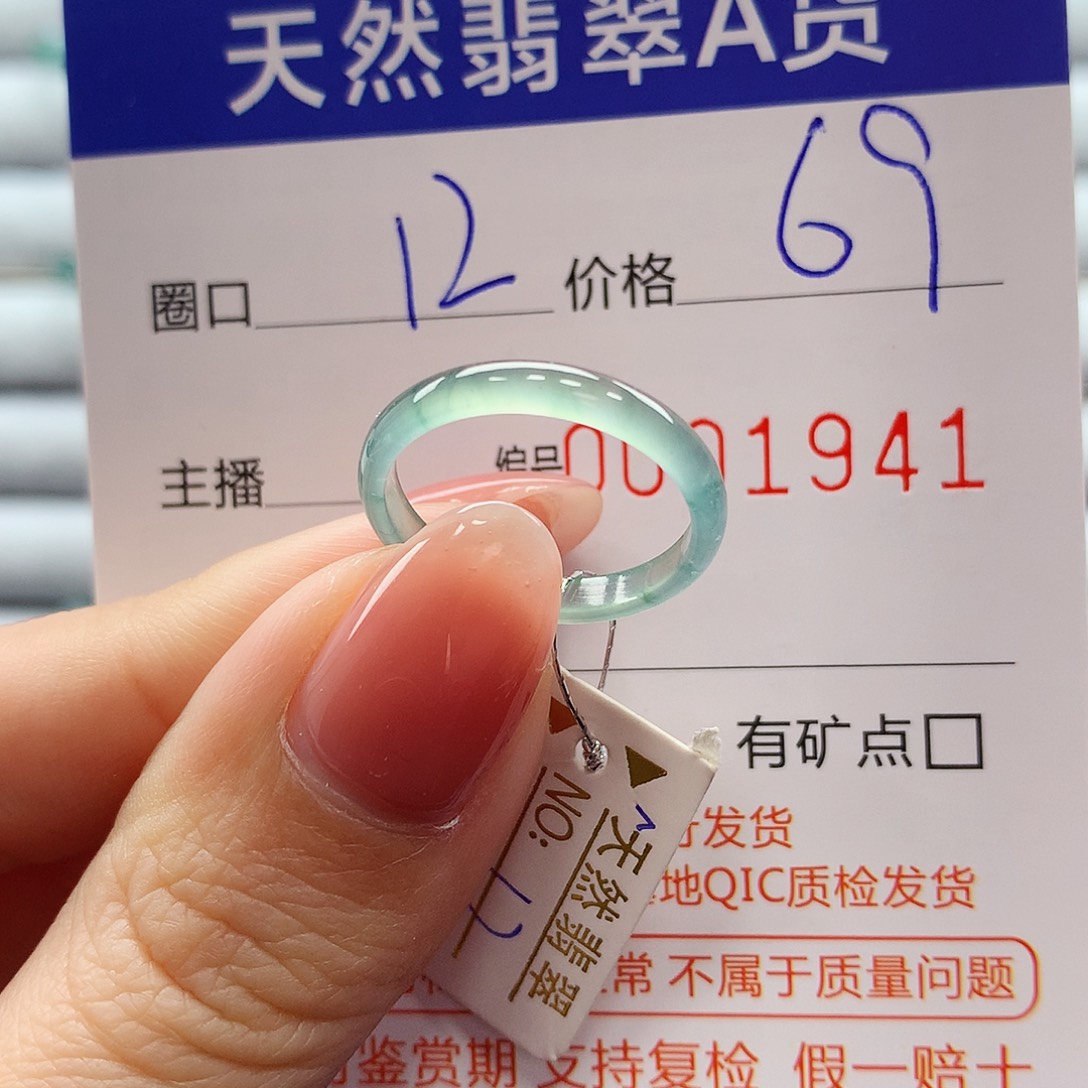 天然翡翠A货
圈口 12 价格 69
主播 编号 0001941
有矿点□
发货
地QIC质检发货
常 不属于质量问题
鉴赏期 支持复检 假一赔十
天然翡翠
NO: